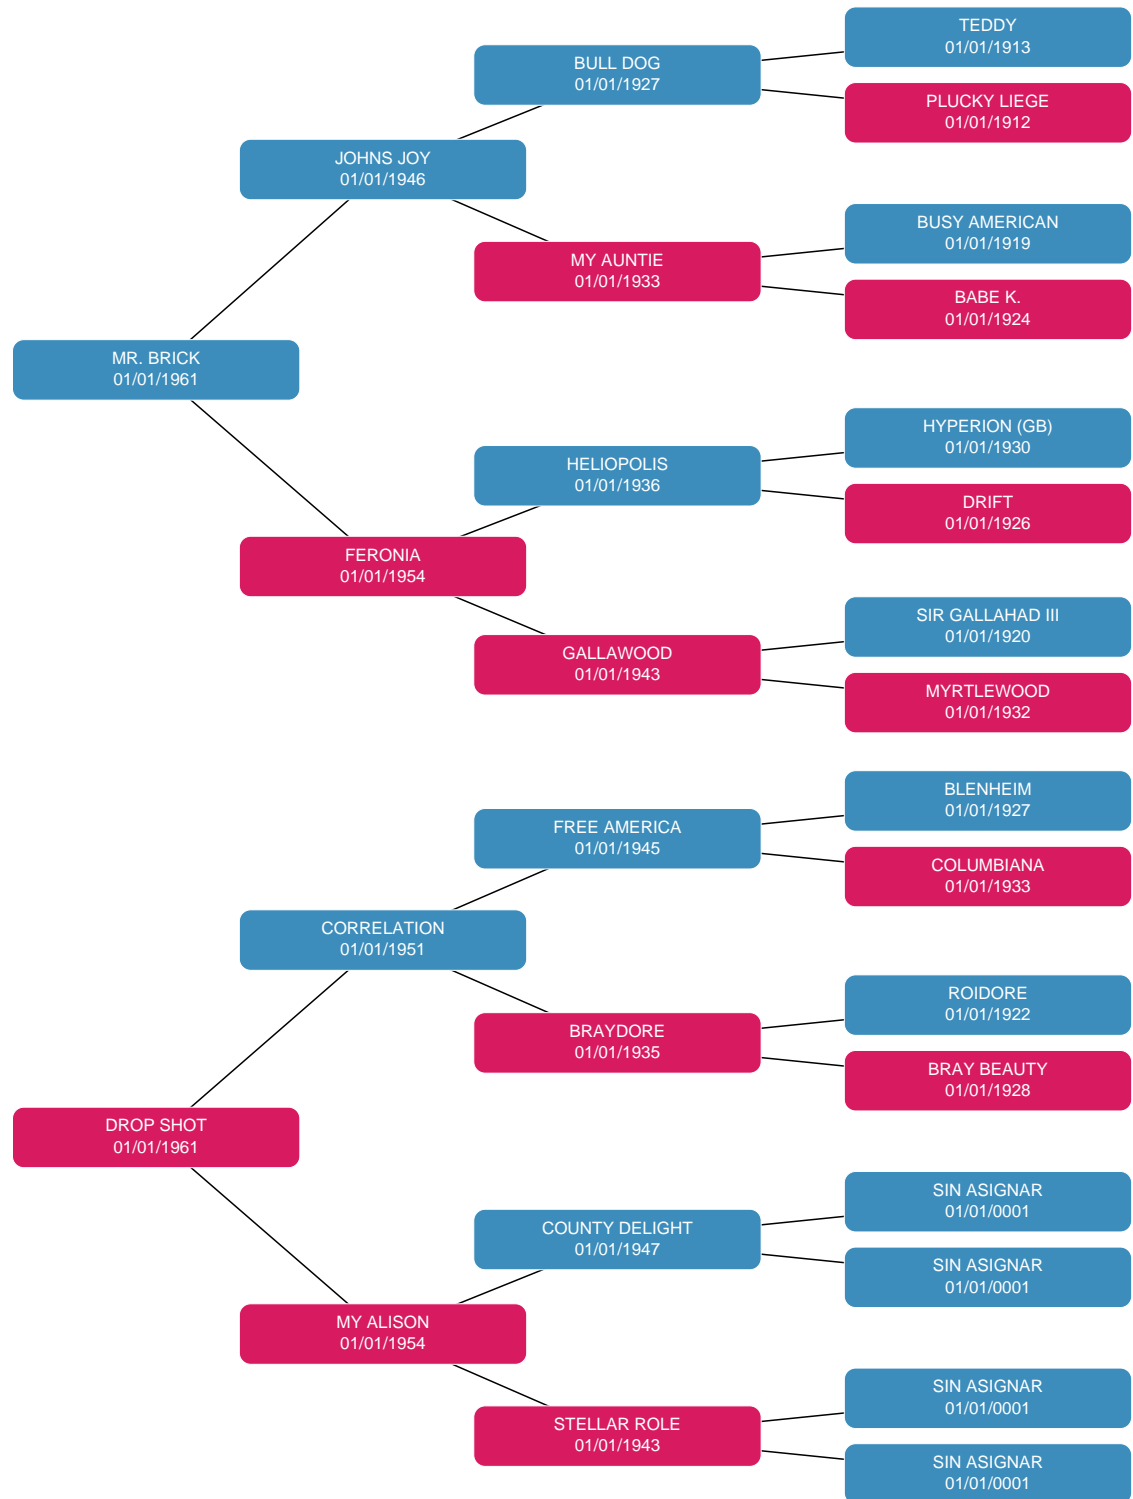 TEDDY
01/01/1913
BULL DOG
01/01/1927
PLUCKY LIEGE
01/01/1912
JOHNS JOY
01/01/1946
BUSY AMERICAN
01/01/1919
MY AUNTIE
01/01/1933
BABE K.
01/01/1924
MR. BRICK
01/01/1961
HYPERION (GB)
01/01/1930
HELIOPOLIS
01/01/1936
DRIFT
01/01/1926
FERONIA
01/01/1954
SIR GALLAHAD III
01/01/1920
GALLAWOOD
01/01/1943
MYRTLEWOOD
01/01/1932
BLENHEIM
01/01/1927
FREE AMERICA
01/01/1945
COLUMBIANA
01/01/1933
CORRELATION
01/01/1951
ROIDORE
01/01/1922
BRAYDORE
01/01/1935
BRAY BEAUTY
01/01/1928
DROP SHOT
01/01/1961
SIN ASIGNAR
01/01/0001
COUNTY DELIGHT
01/01/1947
SIN ASIGNAR
01/01/0001
MY ALISON
01/01/1954
SIN ASIGNAR
01/01/0001
STELLAR ROLE
01/01/1943
SIN ASIGNAR
01/01/0001